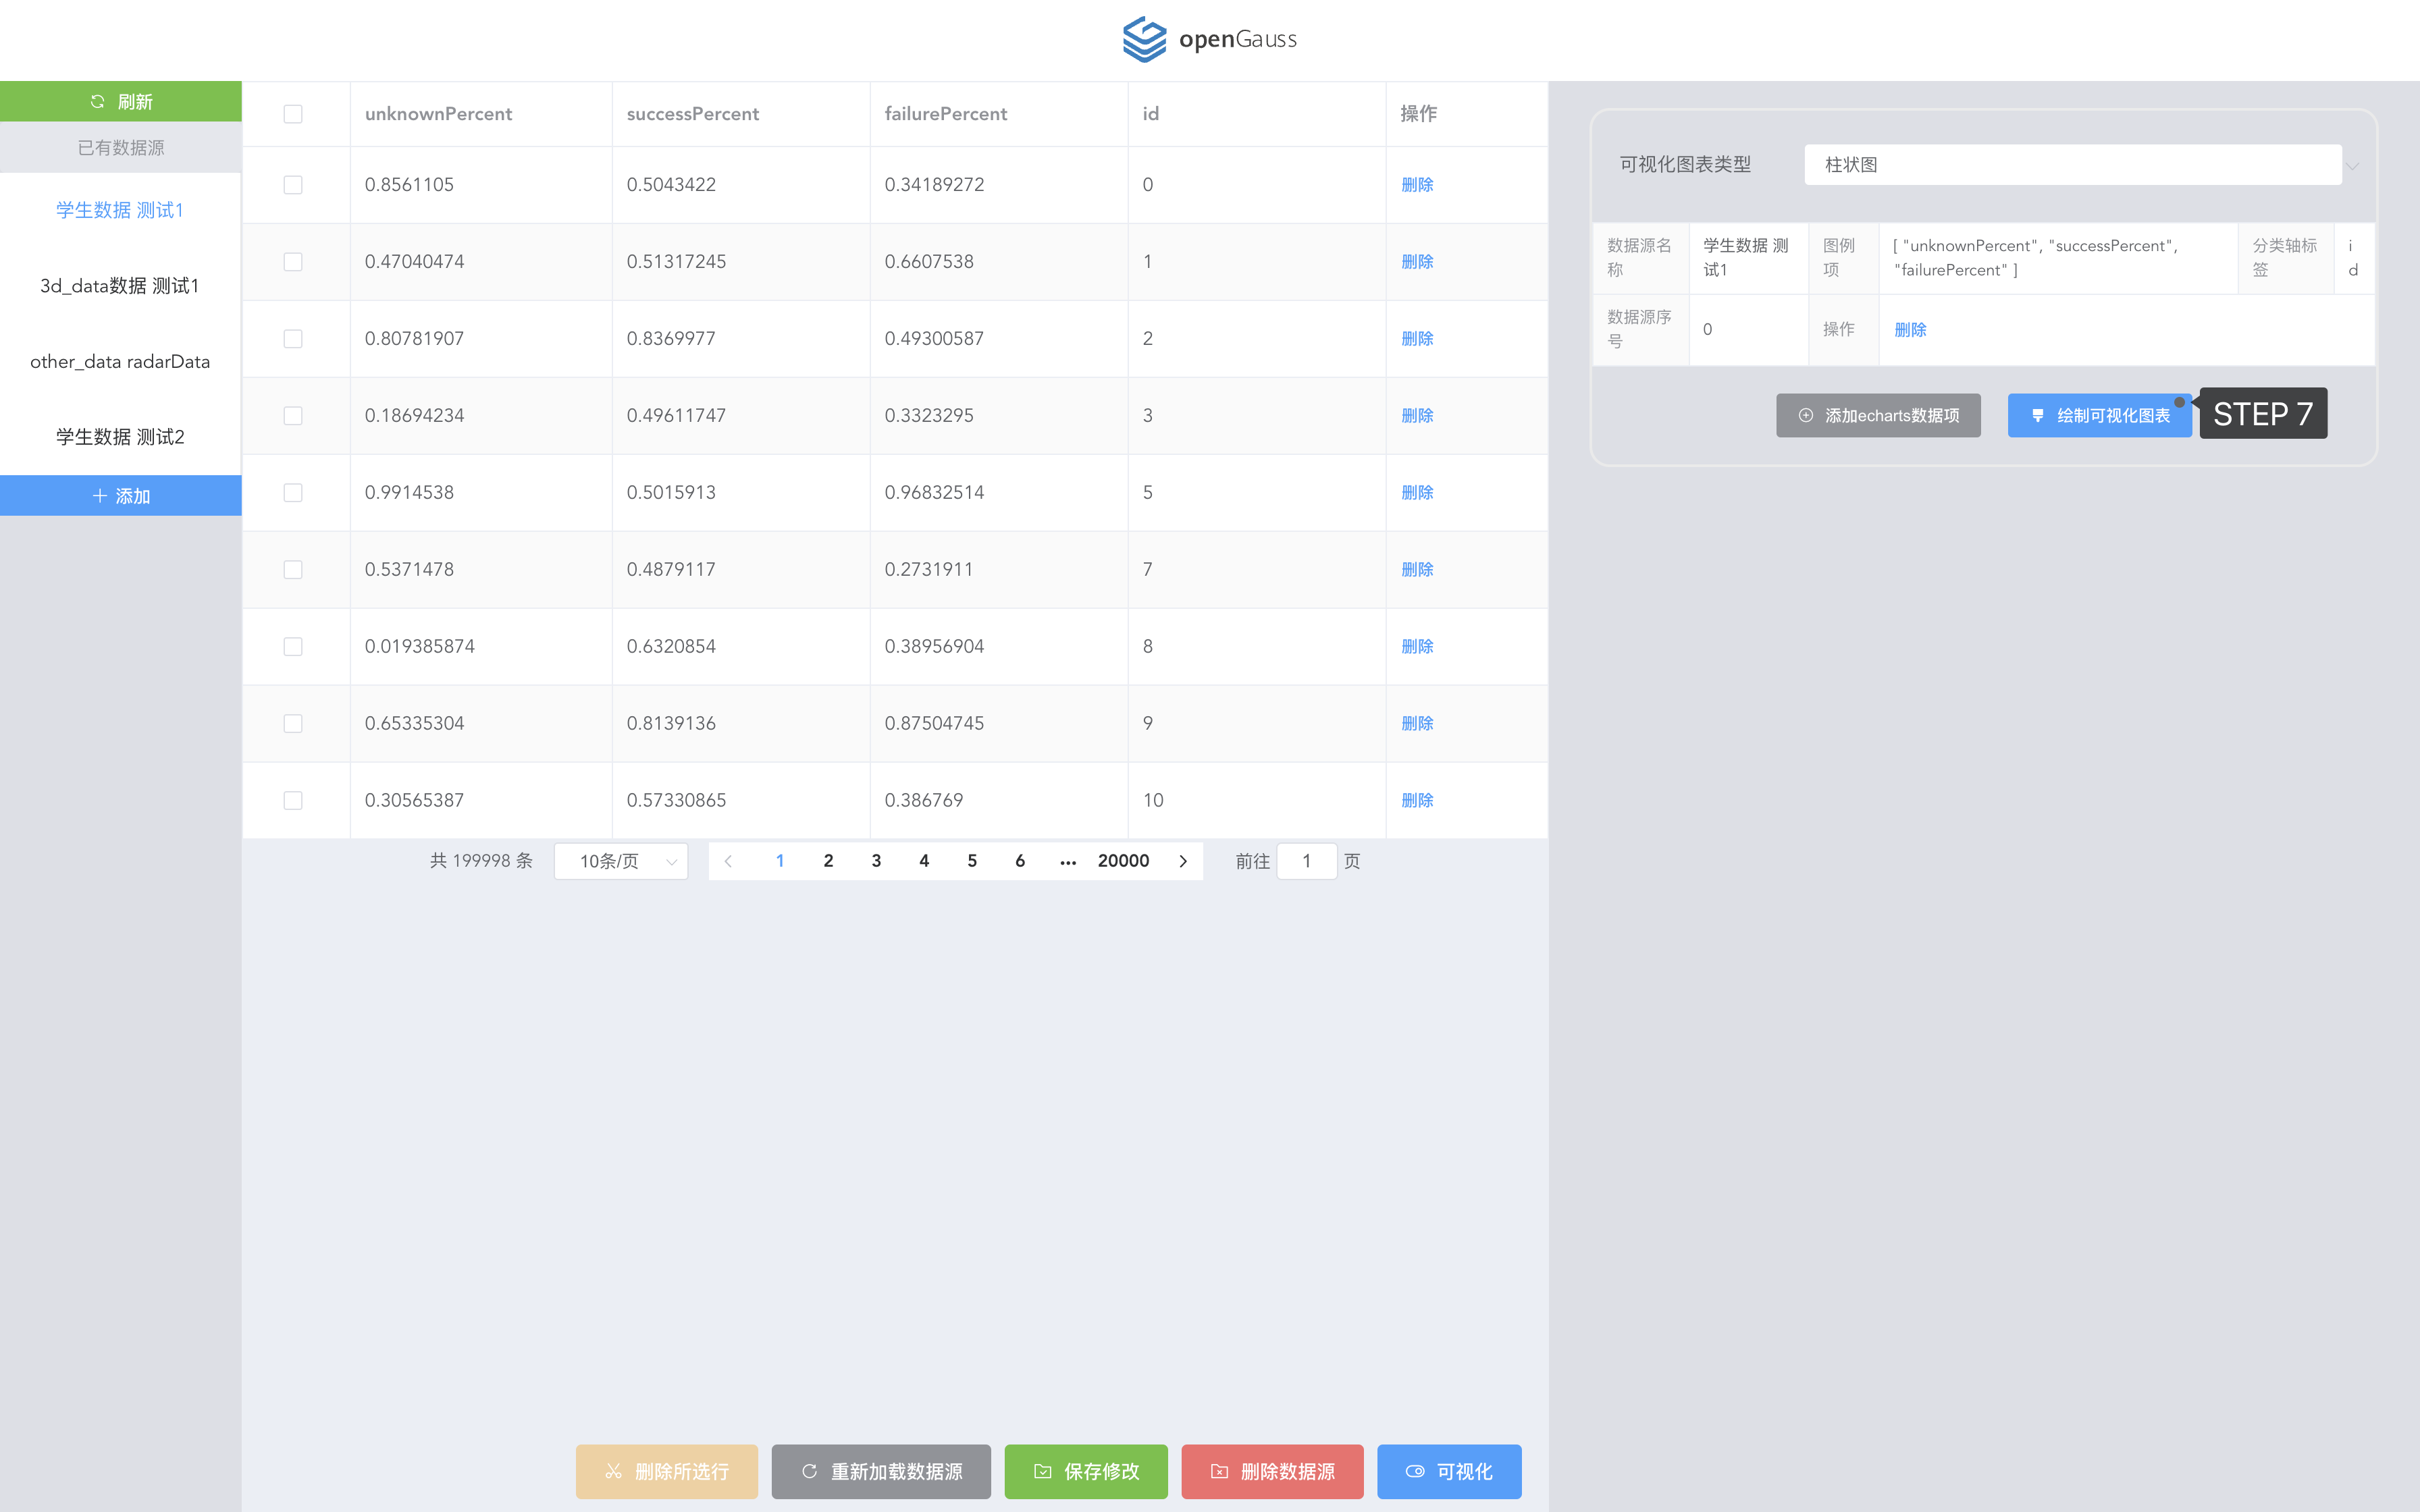 openGauss
刷新
已有数据源
学生数据 测试1
3d_data数据 测试1
other_data radarData
学生数据 测试2
添加
unknownPercent successPercent failurePercent id 操作
0.8561105 0.5043422 0.34189272 0 删除
0.47040474 0.51317245 0.6607538 1 删除
0.80781907 0.8369977 0.49300587 2 删除
0.18694234 0.49611747 0.3323295 3 删除
0.9914538 0.5015913 0.96832514 5 删除
0.5371478 0.4879117 0.2731911 7 删除
0.019385874 0.6320854 0.38956904 8 删除
0.65335304 0.8139136 0.87504745 9 删除
0.30565387 0.57330865 0.386769 10 删除
共 199998 条 10条/页 1 2 3 4 5 6 ••• 20000 前往 1 页
删除所选行 重新加载数据源 保存修改 删除数据源 可视化
可视化图表类型 柱状图
数据源名 学生数据 测 图例 [ "unknownPercent", "successPercent", 分类轴标 i
称 试1 项 "failurePercent" ] 签 d
数据源序
号 0 操作 删除
添加echarts数据项 绘制可视化图表 STEP 7